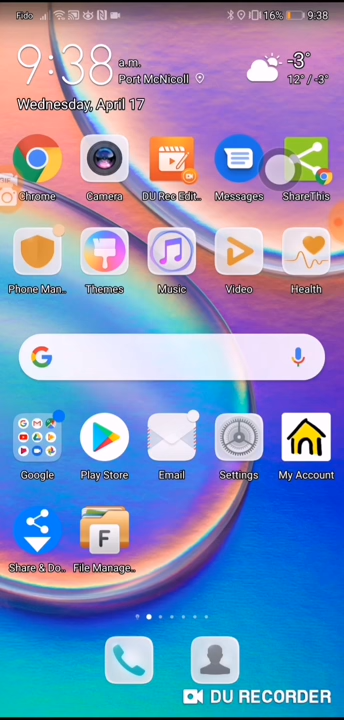 Fido 16% 9:38
9:38 a.m. -3°
Port McNicoll 12° / -3°
Wednesday, April 17
Chrome Camera DU Rec Edit.. Messages ShareThis
Phone Man.. Themes Music Video Health
G
Google Play Store Email Settings My Account
F
Share & Do.. File Manage..
DU RECORDER